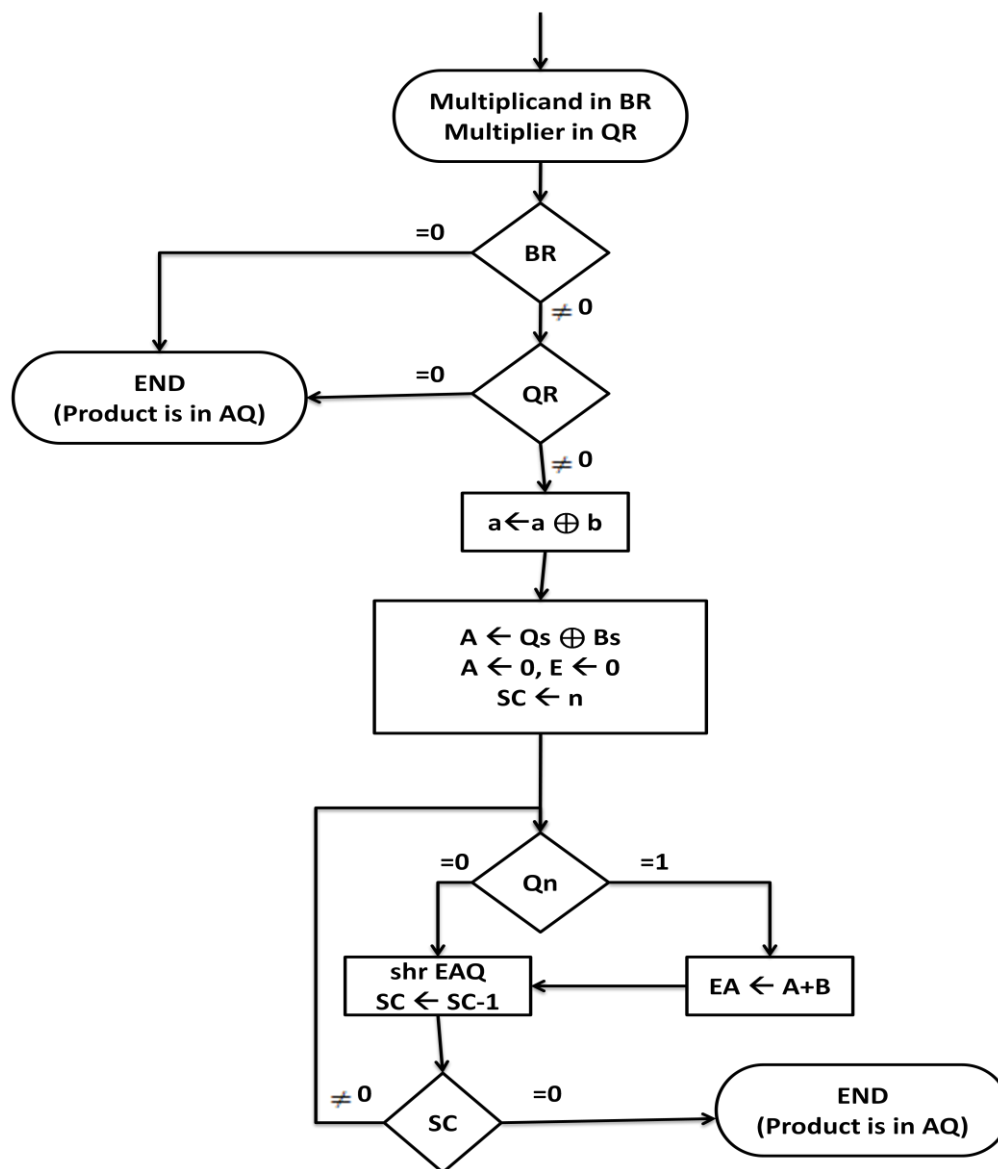 Multiplicand in BR
Multiplier in QR
=0
BR
≠ 0
END
(Product is in AQ)
=0
QR
≠ 0
a←a ⊕ b
A ← Qs ⊕ Bs
A ← 0, E ← 0
SC ← n
=0
=1
Qn
shr EAQ
SC ← SC-1
EA ← A+B
≠ 0
=0
SC
END
(Product is in AQ)